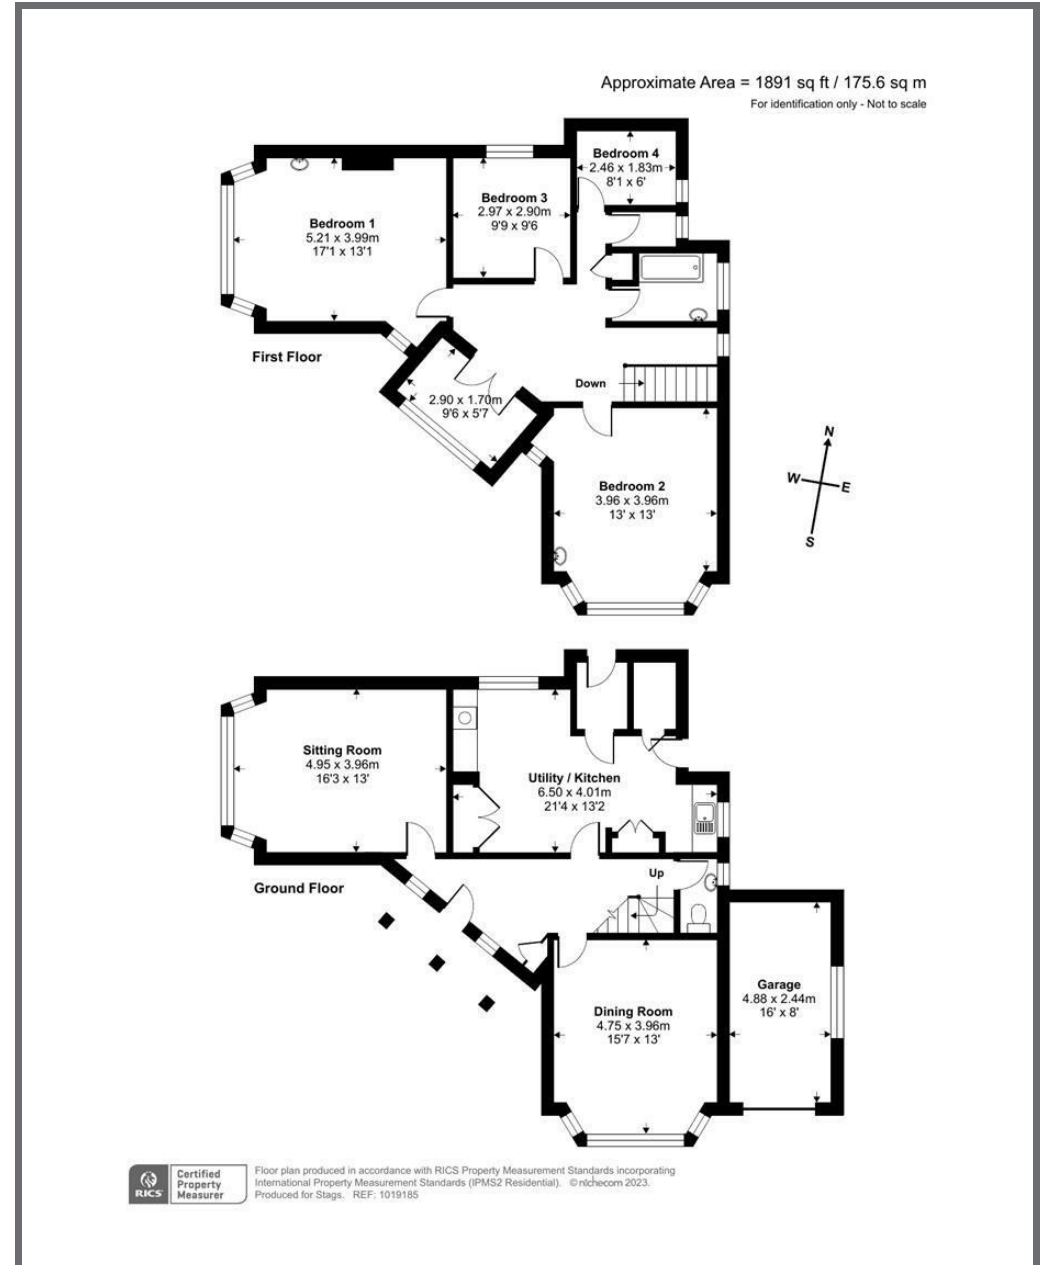 Approximate Area = 1891 sq ft / 175.6 sq m
For identification only - Not to scale
Bedroom 4
2.46 x 1.83m
8'1 x 6'
Bedroom 3
2.97 x 2.90m
9'9 x 9'6
Bedroom 1
5.21 x 3.99m
17'1 x 13'1
First Floor
Down
2.90 x 1.70m
9'6 x 5'7
Bedroom 2
3.96 x 3.96m
13' x 13'
N
W
E
S
Sitting Room
4.95 x 3.96m
16'3 x 13'
Utility / Kitchen
6.50 x 4.01m
21'4 x 13'2
Ground Floor
Up
Garage
4.88 x 2.44m
16' x 8'
Dining Room
4.75 x 3.96m
15'7 x 13'
RICS
Certified
Property
Measurer
Floor plan produced in accordance with RICS Property Measurement Standards incorporating
International Property Measurement Standards (IPMS2 Residential). © nichecom 2023.
Produced for Stags. REF: 1019185